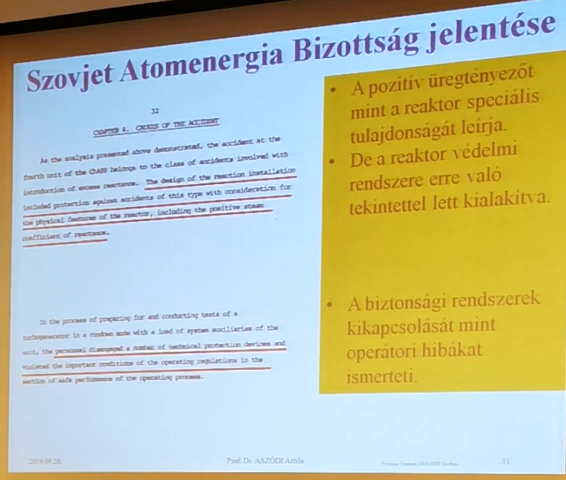 Szovjet Atomenergia Bizottság jelentése
32
CHAPTER 4. CAUSES OF THE ACCIDENT
As the analysis presented above demonstrated, the accident at the
fourth unit of the ChAES belongs to the class of accidents involved with
introduction of excess reactance. The design of the reaction installation
included protection against accidents of this type with consideration for
the physical features of the reactor, including the positive steam
coefficient of reactance.
In the process of preparing for and conducting tests of a
turbogenerator in a rundown mode with a load of system auxiliaries of the
unit, the personnel disengaged a number of technical protection devices and
violated the important conditions of the operating regulations in the
section of safe performance of the operating process.
• A pozitív üregtényezőt
mint a reaktor speciális
tulajdonságát leírja.
• De a reaktor védelmi
rendszere erre való
tekintettel lett kialakítva.
• A biztonsági rendszerek
kikapcsolását mint
operátori hibákat
ismerteti.
2019.09.26.
Prof. Dr. ASZÓDI Attila